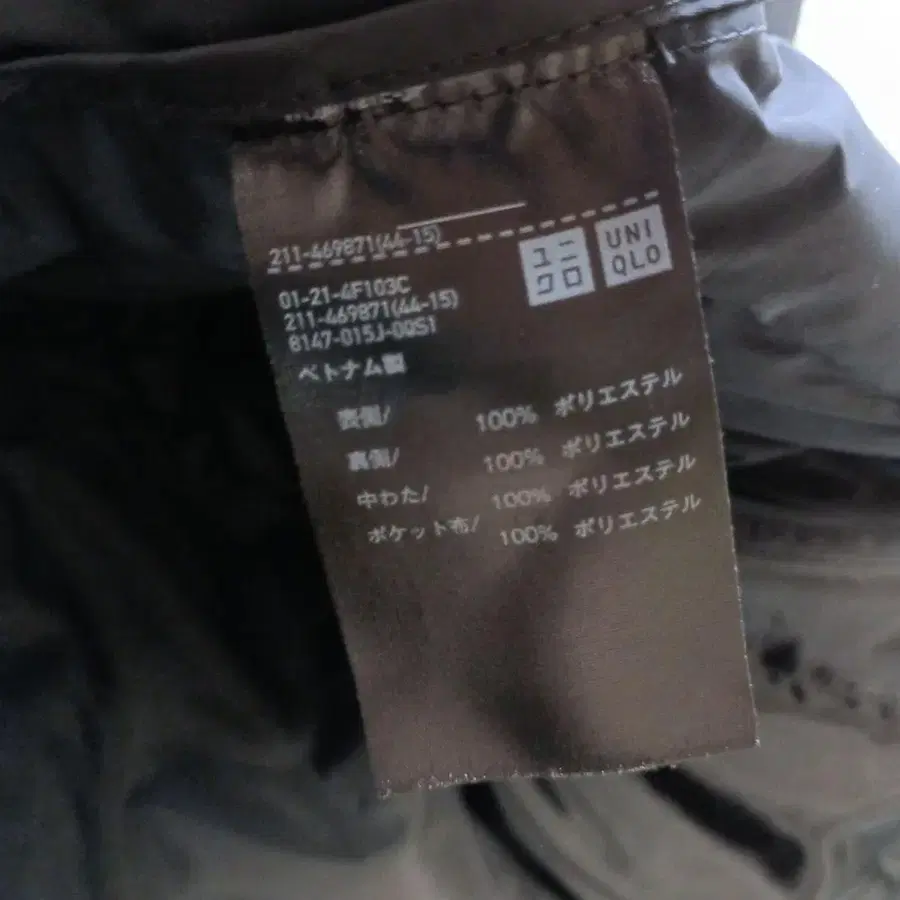 211-469871(44-15)
ユニ
クロ
UNI
QLO
01-21-4F103C
211-469871(44-15)
8147-015J-00S1
ベトナム製
表側/ 100% ポリエステル
裏側/ 100% ポリエステル
中わた/ 100% ポリエステル
ポケット布/ 100% ポリエステル